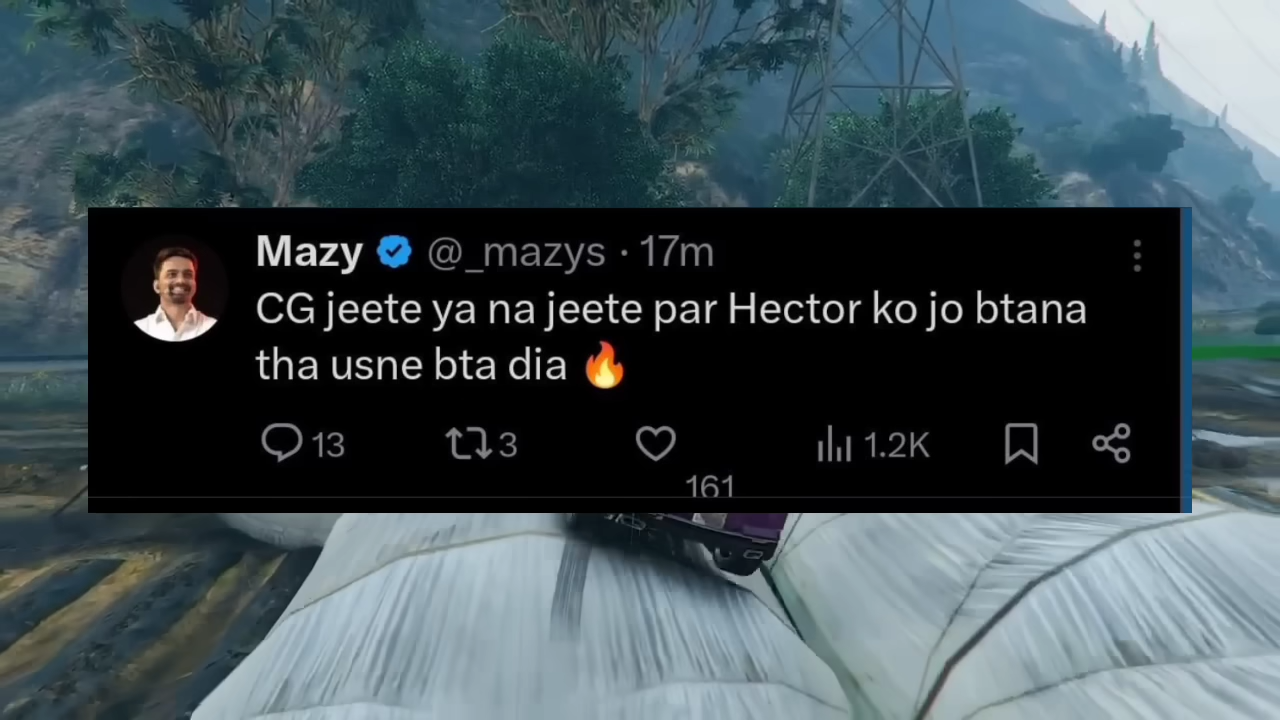 Mazy @_mazys · 17m
CG jeete ya na jeete par Hector ko jo btana
tha usne bta dia 🔥
13 3 161 1.2K